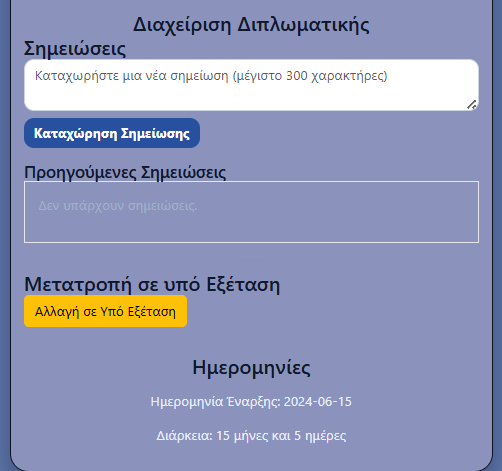 Διαχείριση Διπλωματικής
Σημειώσεις
Καταχωρήστε μια νέα σημείωση (μέγιστο 300 χαρακτήρες)
Καταχώρηση Σημείωσης
Προηγούμενες Σημειώσεις
Δεν υπάρχουν σημειώσεις.
Μετατροπή σε υπό Εξέταση
Αλλαγή σε Υπό Εξέταση
Ημερομηνίες
Ημερομηνία Έναρξης: 2024-06-15
Διάρκεια: 15 μήνες και 5 ημέρες